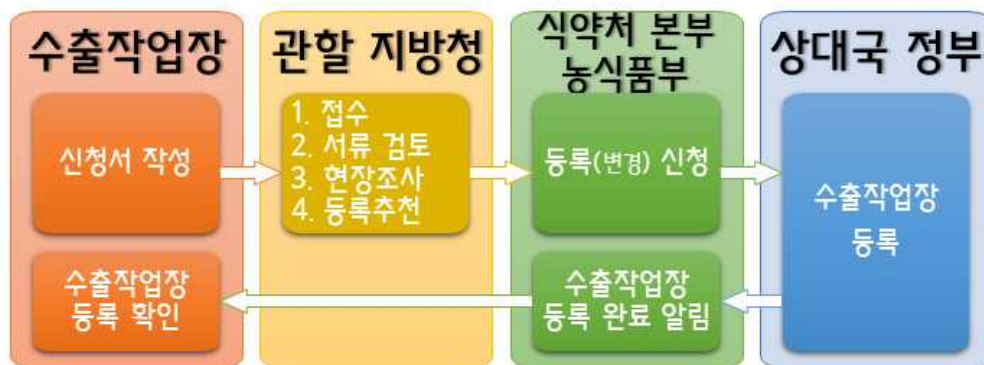 수출작업장
신청서 작성
수출작업장
등록 확인
관할 지방청
1. 접수
2. 서류 검토
3. 현장조사
4. 등록추천
식약처 본부
농식품부
등록(변경) 신청
수출작업장
등록 완료 알림
상대국 정부
수출작업장
등록